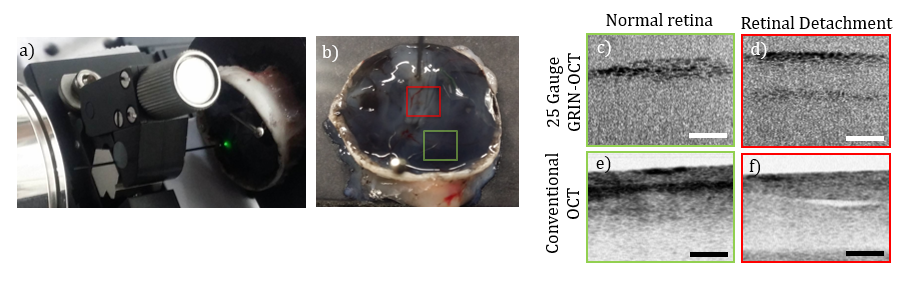 Normal retina
Retinal Detachment
a)
b)
c)
d)
25 Gauge
GRIN-OCT
e)
f)
Conventional
OCT